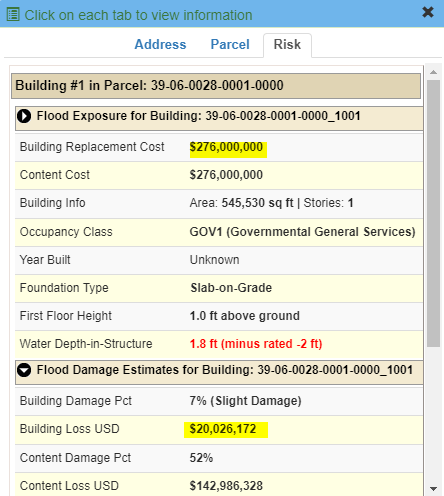 Click on each tab to view information
Address Parcel Risk
Building #1 in Parcel: 39-06-0028-0001-0000
Flood Exposure for Building: 39-06-0028-0001-0000_1001
Building Replacement Cost $276,000,000
Content Cost $276,000,000
Building Info Area: 545,530 sq ft | Stories: 1
Occupancy Class GOV1 (Governmental General Services)
Year Built Unknown
Foundation Type Slab-on-Grade
First Floor Height 1.0 ft above ground
Water Depth-in-Structure 1.8 ft (minus rated -2 ft)
Flood Damage Estimates for Building: 39-06-0028-0001-0000_1001
Building Damage Pct 7% (Slight Damage)
Building Loss USD $20,026,172
Content Damage Pct 52%
Content Loss USD $142,986,328